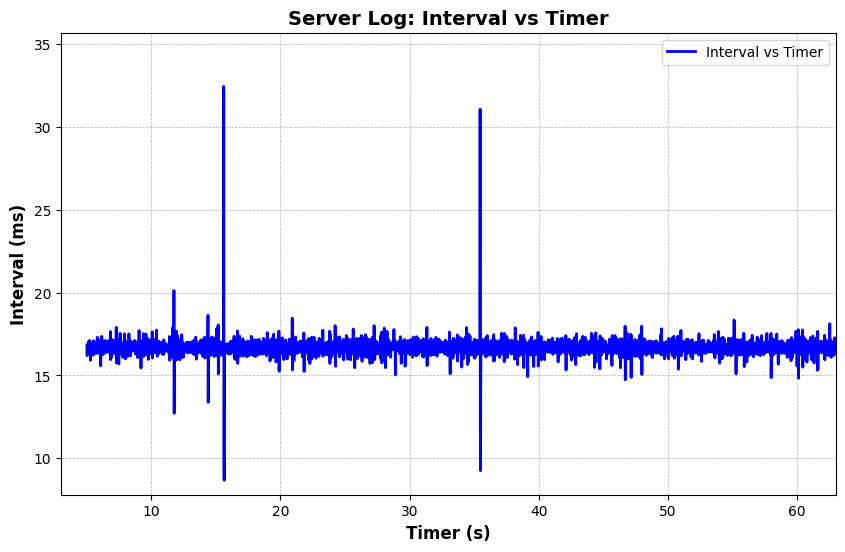 Server Log: Interval vs Timer
Interval vs Timer
35
30
25
20
15
10
Interval (ms)
10 20 30 40 50 60
Timer (s)